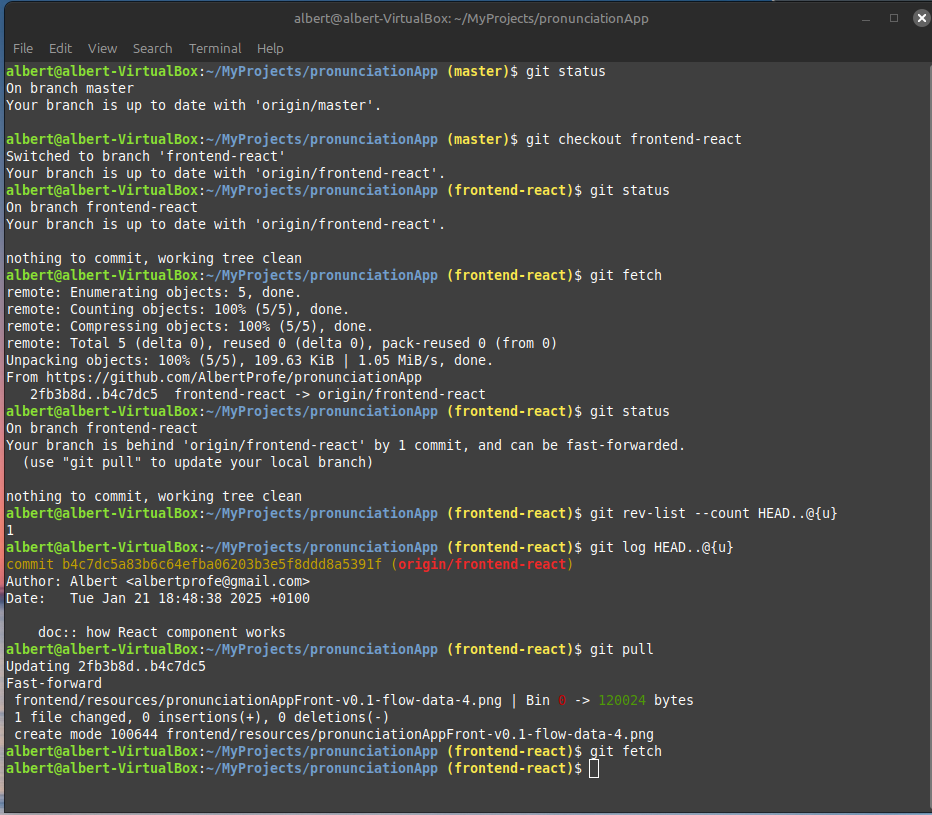 albert@albert-VirtualBox: ~/MyProjects/pronunciationApp
File Edit View Search Terminal Help
albert@albert-VirtualBox:~/MyProjects/pronunciationApp (master)$ git status
On branch master
Your branch is up to date with 'origin/master'.
albert@albert-VirtualBox:~/MyProjects/pronunciationApp (master)$ git checkout frontend-react
Switched to branch 'frontend-react'
Your branch is up to date with 'origin/frontend-react'.
albert@albert-VirtualBox:~/MyProjects/pronunciationApp (frontend-react)$ git status
On branch frontend-react
Your branch is up to date with 'origin/frontend-react'.
nothing to commit, working tree clean
albert@albert-VirtualBox:~/MyProjects/pronunciationApp (frontend-react)$ git fetch
remote: Enumerating objects: 5, done.
remote: Counting objects: 100% (5/5), done.
remote: Compressing objects: 100% (5/5), done.
remote: Total 5 (delta 0), reused 0 (delta 0), pack-reused 0 (from 0)
Unpacking objects: 100% (5/5), 109.63 KiB | 1.05 MiB/s, done.
From https://github.com/AlbertProfe/pronunciationApp
   2fb3b8d..b4c7dc5  frontend-react -> origin/frontend-react
albert@albert-VirtualBox:~/MyProjects/pronunciationApp (frontend-react)$ git status
On branch frontend-react
Your branch is behind 'origin/frontend-react' by 1 commit, and can be fast-forwarded.
  (use "git pull" to update your local branch)
nothing to commit, working tree clean
albert@albert-VirtualBox:~/MyProjects/pronunciationApp (frontend-react)$ git rev-list --count HEAD..@{u}
1
albert@albert-VirtualBox:~/MyProjects/pronunciationApp (frontend-react)$ git log HEAD..@{u}
commit b4c7dc5a83b6c64efba06203b3e5f8ddd8a5391f (origin/frontend-react)
Author: Albert <albertprofe@gmail.com>
Date:   Tue Jan 21 18:48:38 2025 +0100
    doc:: how React component works
albert@albert-VirtualBox:~/MyProjects/pronunciationApp (frontend-react)$ git pull
Updating 2fb3b8d..b4c7dc5
Fast-forward
 frontend/resources/pronunciationAppFront-v0.1-flow-data-4.png | Bin 0 -> 120024 bytes
 1 file changed, 0 insertions(+), 0 deletions(-)
 create mode 100644 frontend/resources/pronunciationAppFront-v0.1-flow-data-4.png
albert@albert-VirtualBox:~/MyProjects/pronunciationApp (frontend-react)$ git fetch
albert@albert-VirtualBox:~/MyProjects/pronunciationApp (frontend-react)$